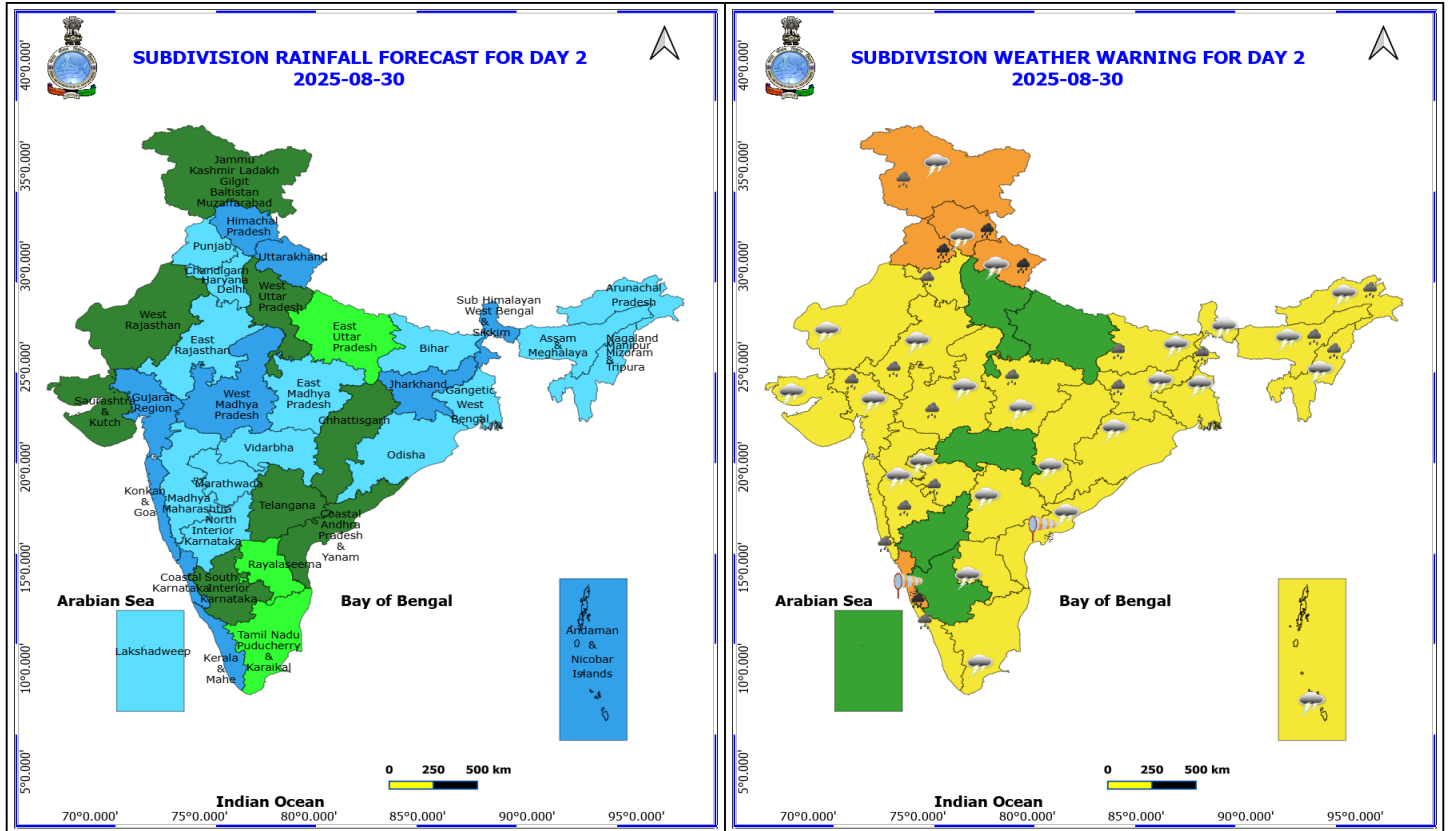 SUBDIVISION RAINFALL FORECAST FOR DAY 2
2025-08-30
40°0.000'
35°0.000'
30°0.000'
25°0.000'
20°0.000'
15°0.000'
10°0.000'
5°0.000'
Jammu
Kashmir Ladakh
Gilgit
Baltistan
Muzaffarabad
Himachal
Pradesh
Punjab
Uttarakhand
Chandigarh
Haryana
Delhi
West
Uttar
Pradesh
West
Rajasthan
East
Rajasthan
East
Uttar
Pradesh
Bihar
Sub Himalayan
West Bengal
&
Sikkim
Arunachal
Pradesh
Assam
&
Meghalaya
Nagaland
Manipur
Mizoram
&
Tripura
Saurashtra
&
Kutch
Gujarat
Region
West
Madhya
Pradesh
East
Madhya
Pradesh
Jharkhand
Gangetic
West
Bengal
Chhattisgarh
Odisha
Vidarbha
Konkan
&
Goa
Marathwada
Madhya
Maharashtra
Telangana
North
Interior
Karnataka
Coastal
Andhra
Pradesh
&
Yanam
Rayalaseema
Coastal
Karnataka
South
Interior
Karnataka
Tamil Nadu
Puducherry
&
Karaikal
Kerala
&
Mahe
Arabian Sea
Lakshadweep
Bay of Bengal
Andaman
&
Nicobar
Islands
0 250 500 km
Indian Ocean
70°0.000' 75°0.000' 80°0.000' 85°0.000' 90°0.000' 95°0.000'
SUBDIVISION WEATHER WARNING FOR DAY 2
2025-08-30
40°0.000'
35°0.000'
30°0.000'
25°0.000'
20°0.000'
15°0.000'
10°0.000'
5°0.000'
Arabian Sea
Bay of Bengal
0 250 500 km
Indian Ocean
70°0.000' 75°0.000' 80°0.000' 85°0.000' 90°0.000' 95°0.000'